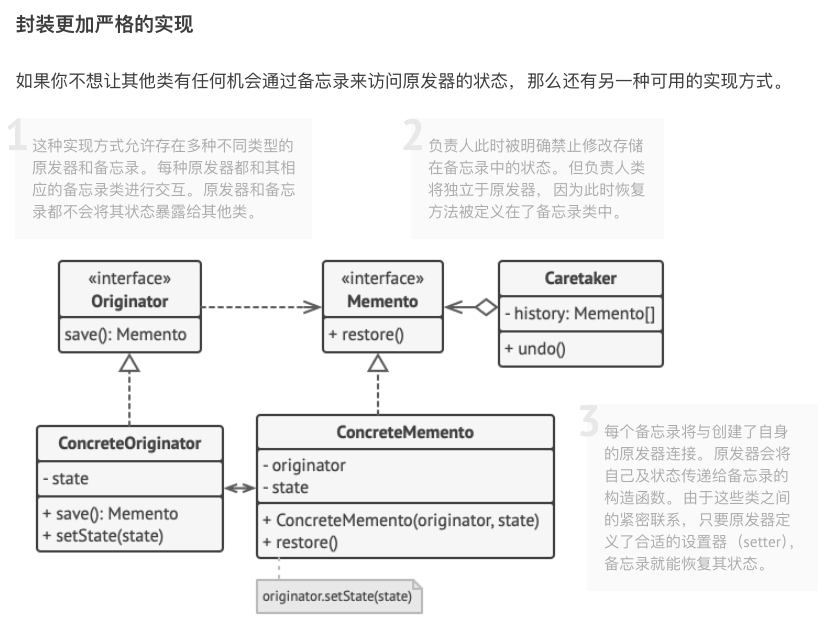 封装更加严格的实现
如果你不想让其他类有任何机会通过备忘录来访问原发器的状态，那么还有另一种可用的实现方式。
1
这种实现方式允许存在多种不同类型的
原发器和备忘录。每种原发器都和其相
应的备忘录类进行交互。原发器和备忘
录都不会将其状态暴露给其他类。
2
负责人此时被明确禁止修改存储
在备忘录中的状态。但负责人类
将独立于原发器，因为此时恢复
方法被定义在了备忘录类中。
«interface»
Originator
save(): Memento
«interface»
Memento
+ restore()
Caretaker
- history: Memento[]
+ undo()
ConcreteOriginator
- state
+ save(): Memento
+ setState(state)
ConcreteMemento
- originator
- state
+ ConcreteMemento(originator, state)
+ restore()
originator.setState(state)
3
每个备忘录将与创建了自身
的原发器连接。原发器会将
自己及状态传递给备忘录的
构造函数。由于这些类之间
的紧密联系，只要原发器定
义了合适的设置器（setter），
备忘录就能恢复其状态。